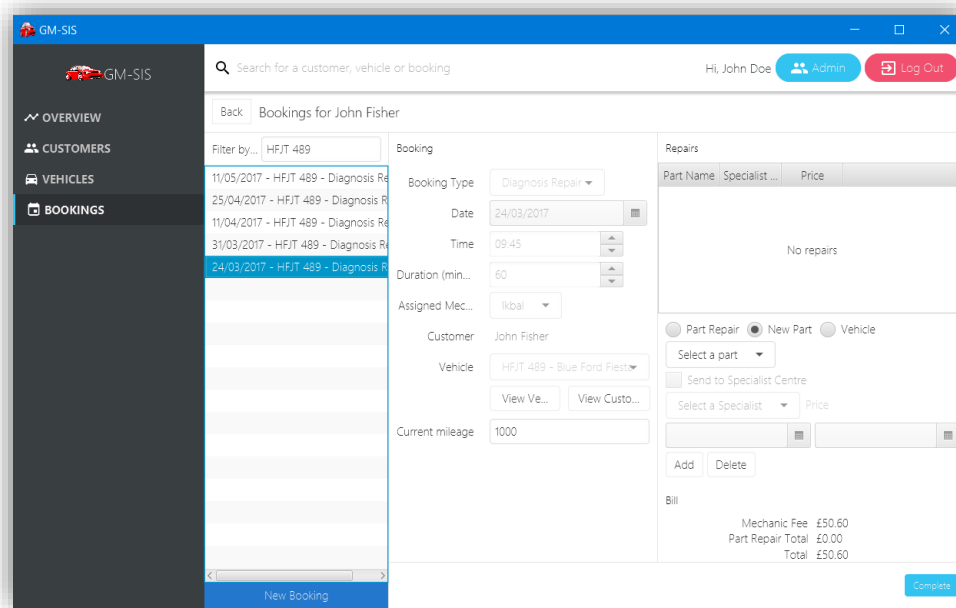 GM-SIS
GM-SIS
Search for a customer, vehicle or booking
Hi, John Doe
Admin
Log Out
OVERVIEW
CUSTOMERS
VEHICLES
BOOKINGS
Back
Bookings for John Fisher
Filter by... HFJT 489
11/05/2017 - HFJT 489 - Diagnosis Re
25/04/2017 - HFJT 489 - Diagnosis R
11/04/2017 - HFJT 489 - Diagnosis Re
31/03/2017 - HFJT 489 - Diagnosis Re
24/03/2017 - HFJT 489 - Diagnosis R
New Booking
Booking
Booking Type Diagnosis Repair
Date 24/03/2017
Time 09:45
Duration (min... 60
Assigned Mec... Ikbal
Customer John Fisher
Vehicle HFJT 489 - Blue Ford Fiesta
View Ve... View Custo...
Current mileage 1000
Repairs
Part Name Specialist ... Price
No repairs
Part Repair New Part Vehicle
Select a part
Send to Specialist Centre
Select a Specialist Price
Add Delete
Bill
Mechanic Fee £50.60
Part Repair Total £0.00
Total £50.60
Complete